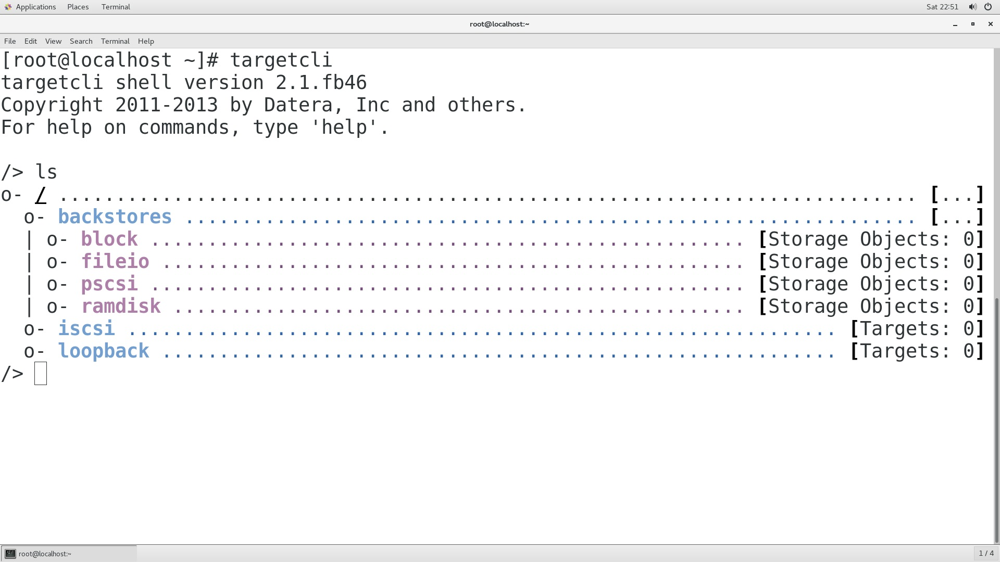 Applications Places Terminal Sat 22:51
root@localhost:~
File Edit View Search Terminal Help
[root@localhost ~]# targetcli
targetcli shell version 2.1.fb46
Copyright 2011-2013 by Datera, Inc and others.
For help on commands, type 'help'.
/> ls
o- / ........................................................................... [...]
  o- backstores ................................................................ [...]
  | o- block .................................................... [Storage Objects: 0]
  | o- fileio ................................................... [Storage Objects: 0]
  | o- pscsi .................................................... [Storage Objects: 0]
  | o- ramdisk .................................................. [Storage Objects: 0]
  o- iscsi .............................................................. [Targets: 0]
  o- loopback ........................................................... [Targets: 0]
/>
root@localhost:~ 1 / 4